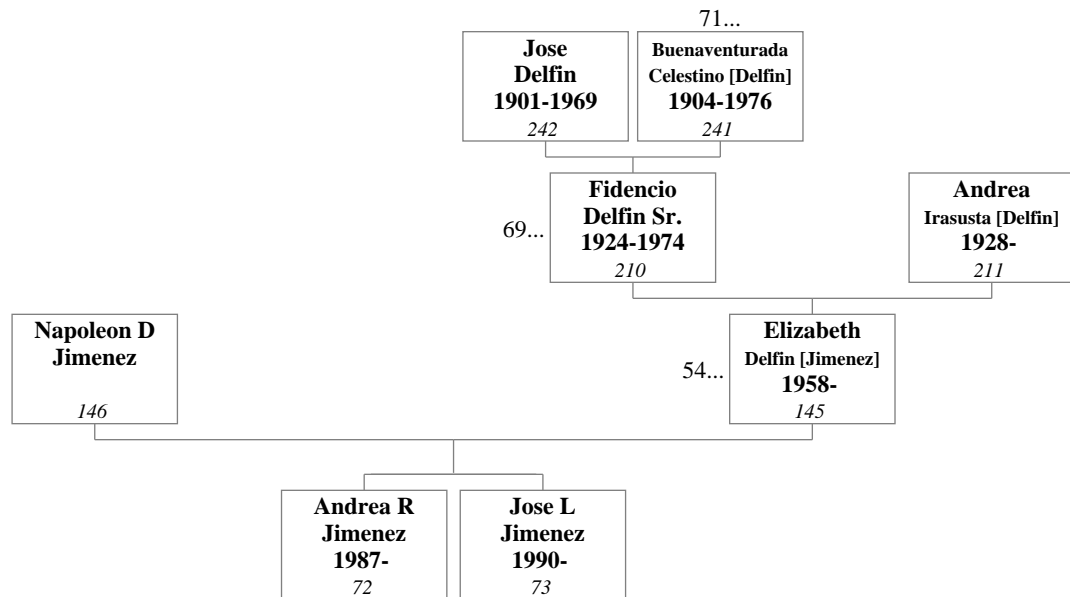 71...
Jose
Delfin
1901-1969
242
Buenaventurada
Celestino [Delfin]
1904-1976
241
69...
Fidencio
Delfin Sr.
1924-1974
210
Andrea
Irasusta [Delfin]
1928-
211
Napoleon D
Jimenez
146
54...
Elizabeth
Delfin [Jimenez]
1958-
145
Andrea R
Jimenez
1987-
72
Jose L
Jimenez
1990-
73